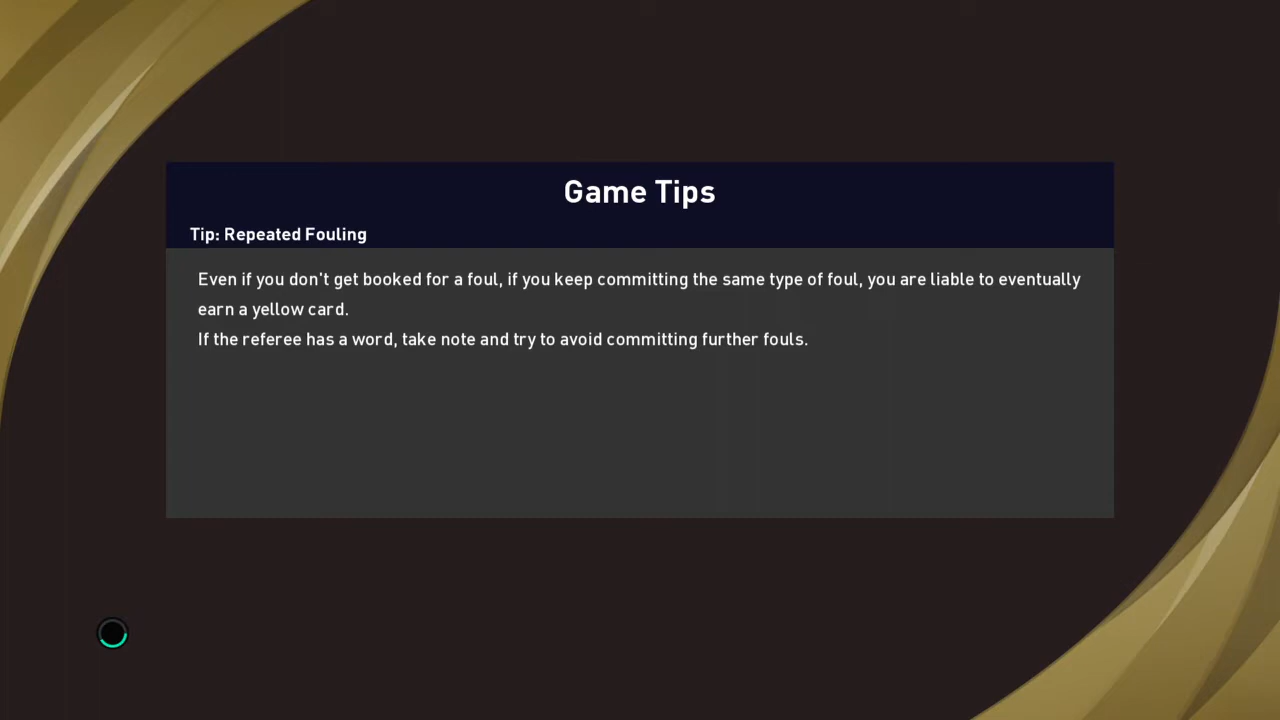 Game Tips
Tip: Repeated Fouling
Even if you don't get booked for a foul, if you keep committing the same type of foul, you are liable to eventually
earn a yellow card.
If the referee has a word, take note and try to avoid committing further fouls.